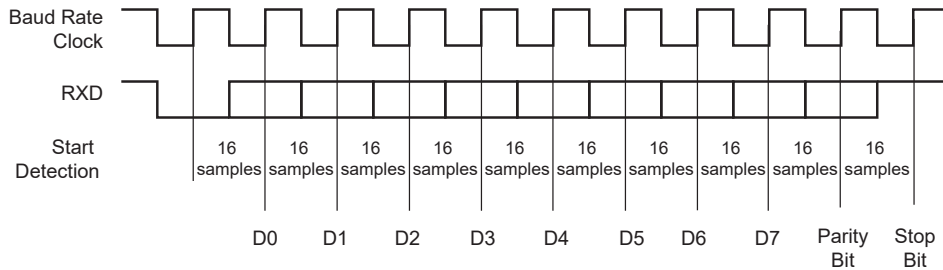 Baud Rate
Clock
RXD
Start
Detection
16 16 16 16 16 16 16 16 16 16
samples samples samples samples samples samples samples samples samples samples
D0 D1 D2 D3 D4 D5 D6 D7 Parity Stop
Bit Bit